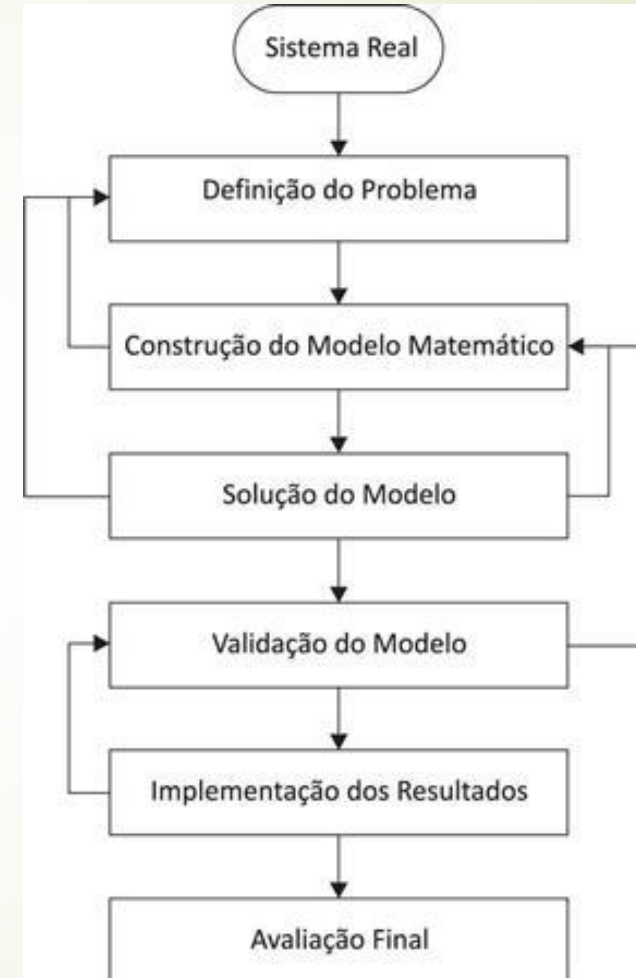 Sistema Real
Definição do Problema
Construção do Modelo Matemático
Solução do Modelo
Validação do Modelo
Implementação dos Resultados
Avaliação Final